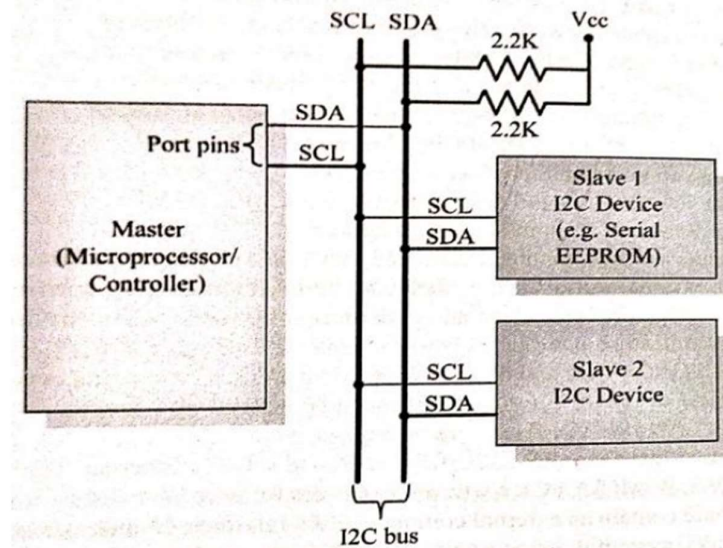 SCL SDA
Vcc
2.2K
2.2K
SDA
Port pins
SCL
Master
(Microprocessor/
Controller)
SCL
SDA
Slave 1
I2C Device
(e.g. Serial
EEPROM)
SCL
SDA
Slave 2
I2C Device
I2C bus